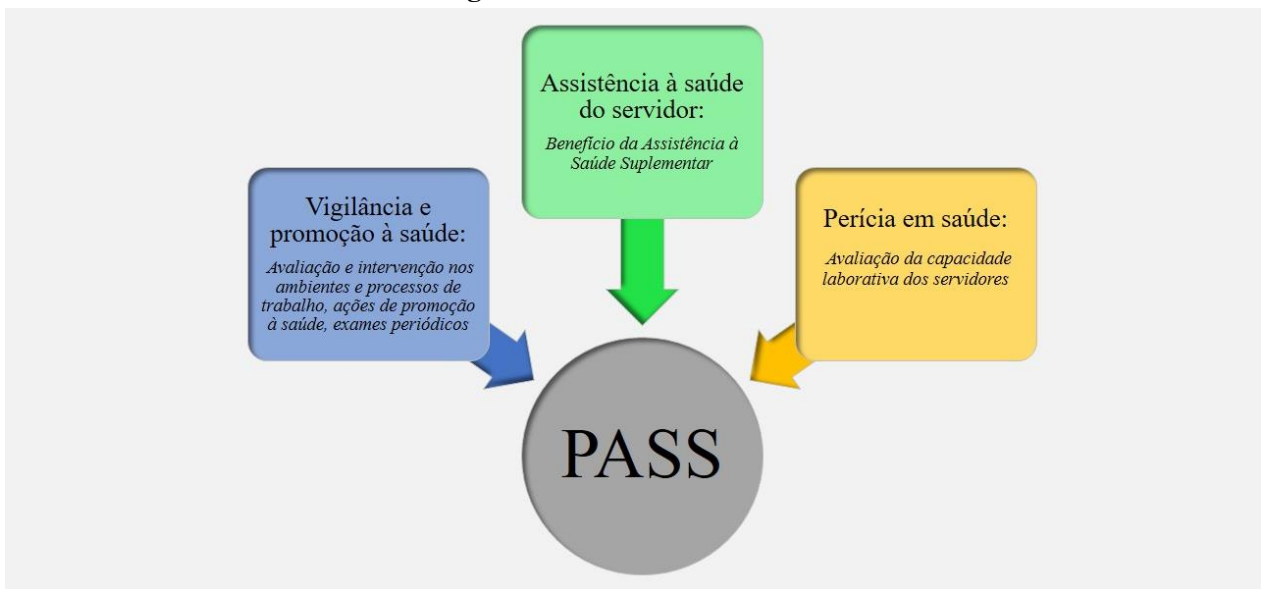 Assistência à saúde
do servidor:
Benefício da Assistência à
Saúde Suplementar
Vigilância e
promoção à saúde:
Avaliação e intervenção nos
ambientes e processos de
trabalho, ações de promoção
à saúde, exames periódicos
Perícia em saúde:
Avaliação da capacidade
laborativa dos servidores
PASS